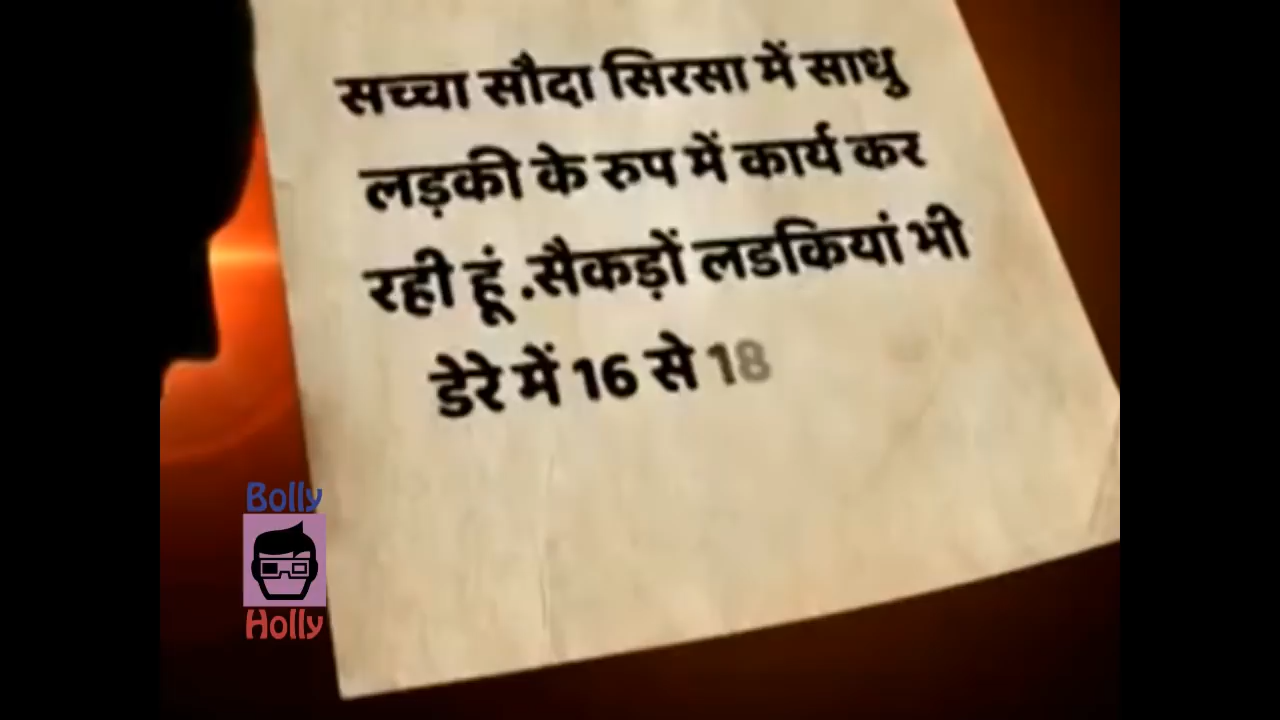 सच्चा सौदा सिरसा में साधु
लड़की के रुप में कार्य कर
रही हूं .सैकड़ों लडकियां भी
डेरे में 16 से 18
Bolly
Holly